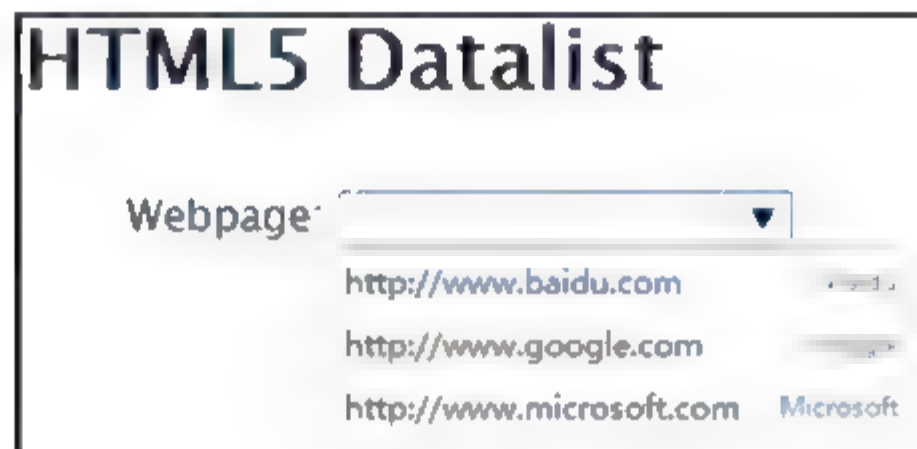 HTML5 Datalist
Webpage:
http://www.baidu.com
http://www.google.com
http://www.microsoft.com Microsoft